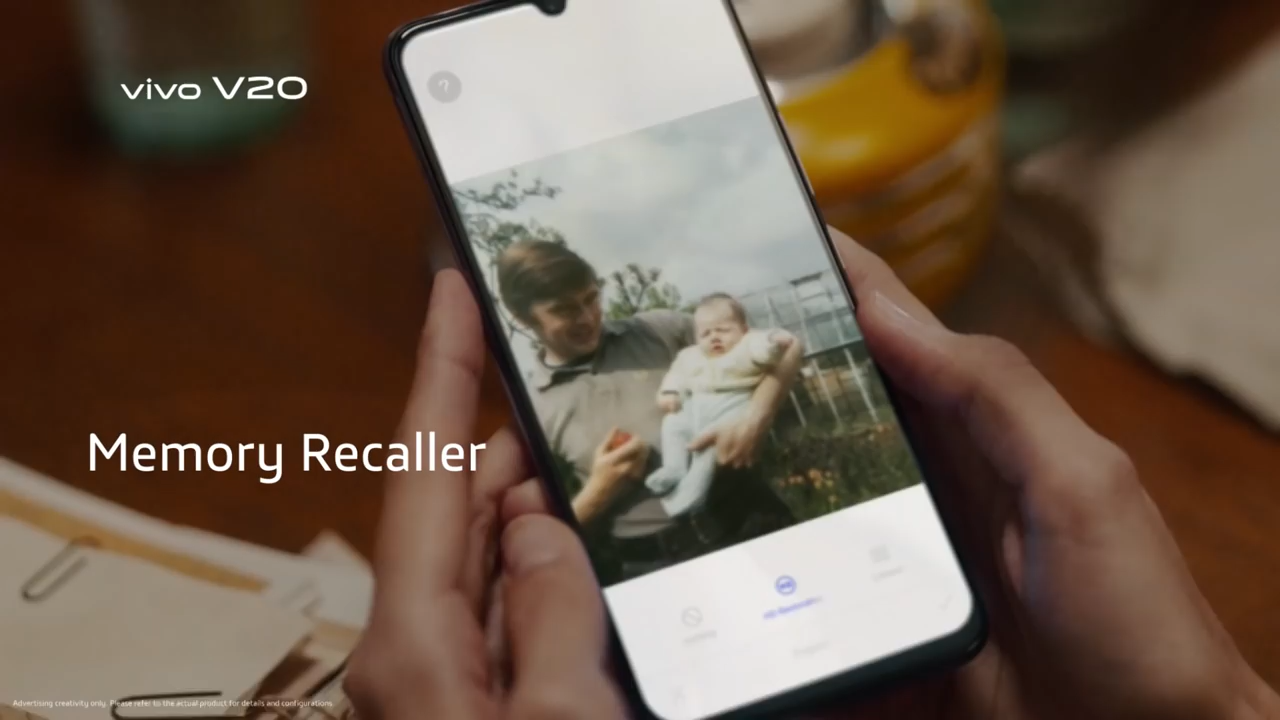 vivo V20
?
Memory Recaller
Advertising creativity only. Please refer to the actual product for details and configurations.